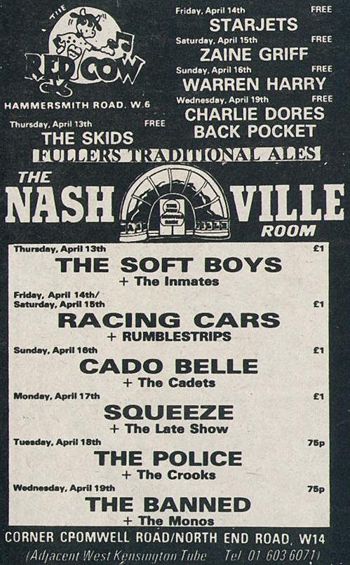 THE
RED COW
HAMMERSMITH ROAD, W.6
Thursday, April 13th FREE
THE SKIDS
Friday, April 14th FREE
STARJETS
Saturday, April 15th FREE
ZAINE GRIFF
Sunday, April 16th FREE
WARREN HARRY
Wednesday, April 19th FREE
CHARLIE DORES
BACK POCKET
FULLERS TRADITIONAL ALES
THE
NASHVILLE
ROOM
Thursday, April 13th £1
THE SOFT BOYS
+ The Inmates
Friday, April 14th/
Saturday, April 15th £1
RACING CARS
+ RUMBLESTRIPS
Sunday, April 16th £1
CADO BELLE
+ The Cadets
Monday, April 17th £1
SQUEEZE
+ The Late Show
Tuesday, April 18th 75p
THE POLICE
+ The Crooks
Wednesday, April 19th 75p
THE BANNED
+ The Monos
CORNER CROMWELL ROAD/NORTH END ROAD, W14
(Adjacent West Kensington Tube Tel 01 603 6071)